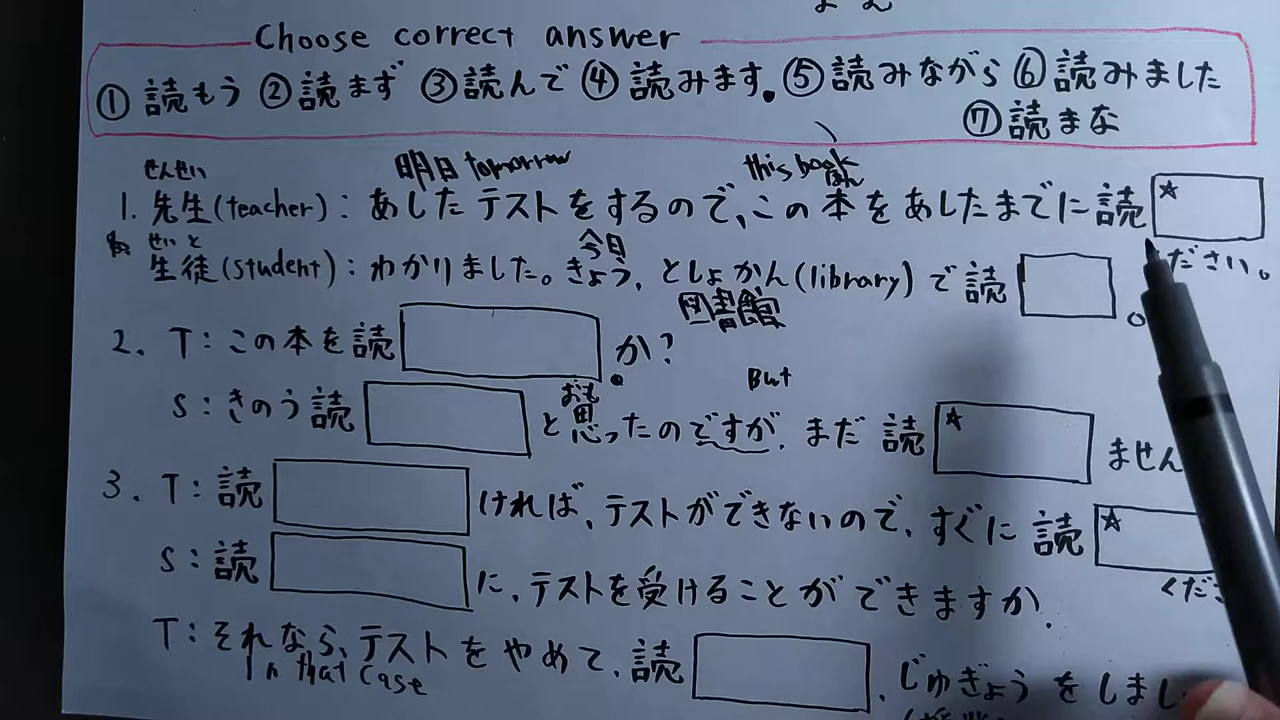 Choose correct answer
①読もう ②読まず ③読んで ④読みます。⑤読みながら ⑥読みました
⑦読まな
せんせい 明日 tomorrow this book ほん
1. 先生(teacher): あしたテストをするので、この本をあしたまでに読 ☆
せいと 今日
生徒(student): わかりました。きょう、としょかん(library)で読 。 ださい。
図書館
2. T: この本を読 か?
おも But
S: きのう読 と思ったのですが、まだ 読 ☆ ません
3. T: 読 ければ、テストができないので、すぐに 読 ☆
くだ
S: 読 に、テストを受けることができますか.
T: それなら、テストをやめて、読 、じゅぎょうをしまし
In that case